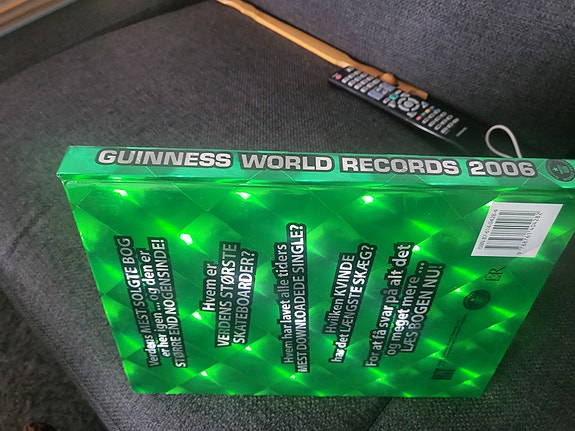 GUINNESS WORLD RECORDS 2006
Verdens MEST SOLGTE BOG
er her igen ... og den er
STØRRE END NOGENSINDE!
Hvem er
VERDENS STØRSTE
SKATEBOARDER?
Hvem har lavet alle tiders
MEST DOWNLOADEDE SINGLE?
Hvilken KVINDE
har det LÆNGSTE SKÆG?
For at få svar på alt det
og meget mere ...
LÆS BOGEN NU!